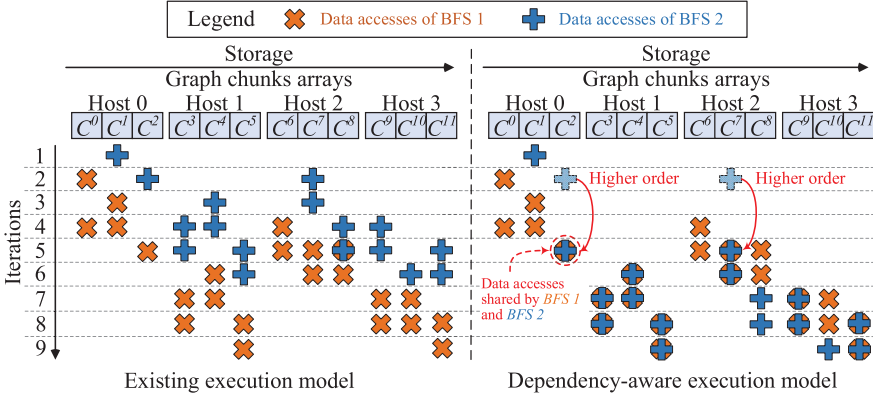 Legend Data accesses of BFS 1 Data accesses of BFS 2
Storage Storage
Graph chunks arrays Graph chunks arrays
Host 0 Host 1 Host 2 Host 3 Host 0 Host 1 Host 2 Host 3
C⁰ C¹ C² C³ C⁴ C⁵ C⁶ C⁷ C⁸ C⁹ C¹⁰ C¹¹ C⁰ C¹ C² C³ C⁴ C⁵ C⁶ C⁷ C⁸ C⁹ C¹⁰ C¹¹
Iterations
1
2
Higher order Higher order
3
4
5
6
Data accesses
shared by BFS 1
and BFS 2
7
8
9
Existing execution model Dependency-aware execution model